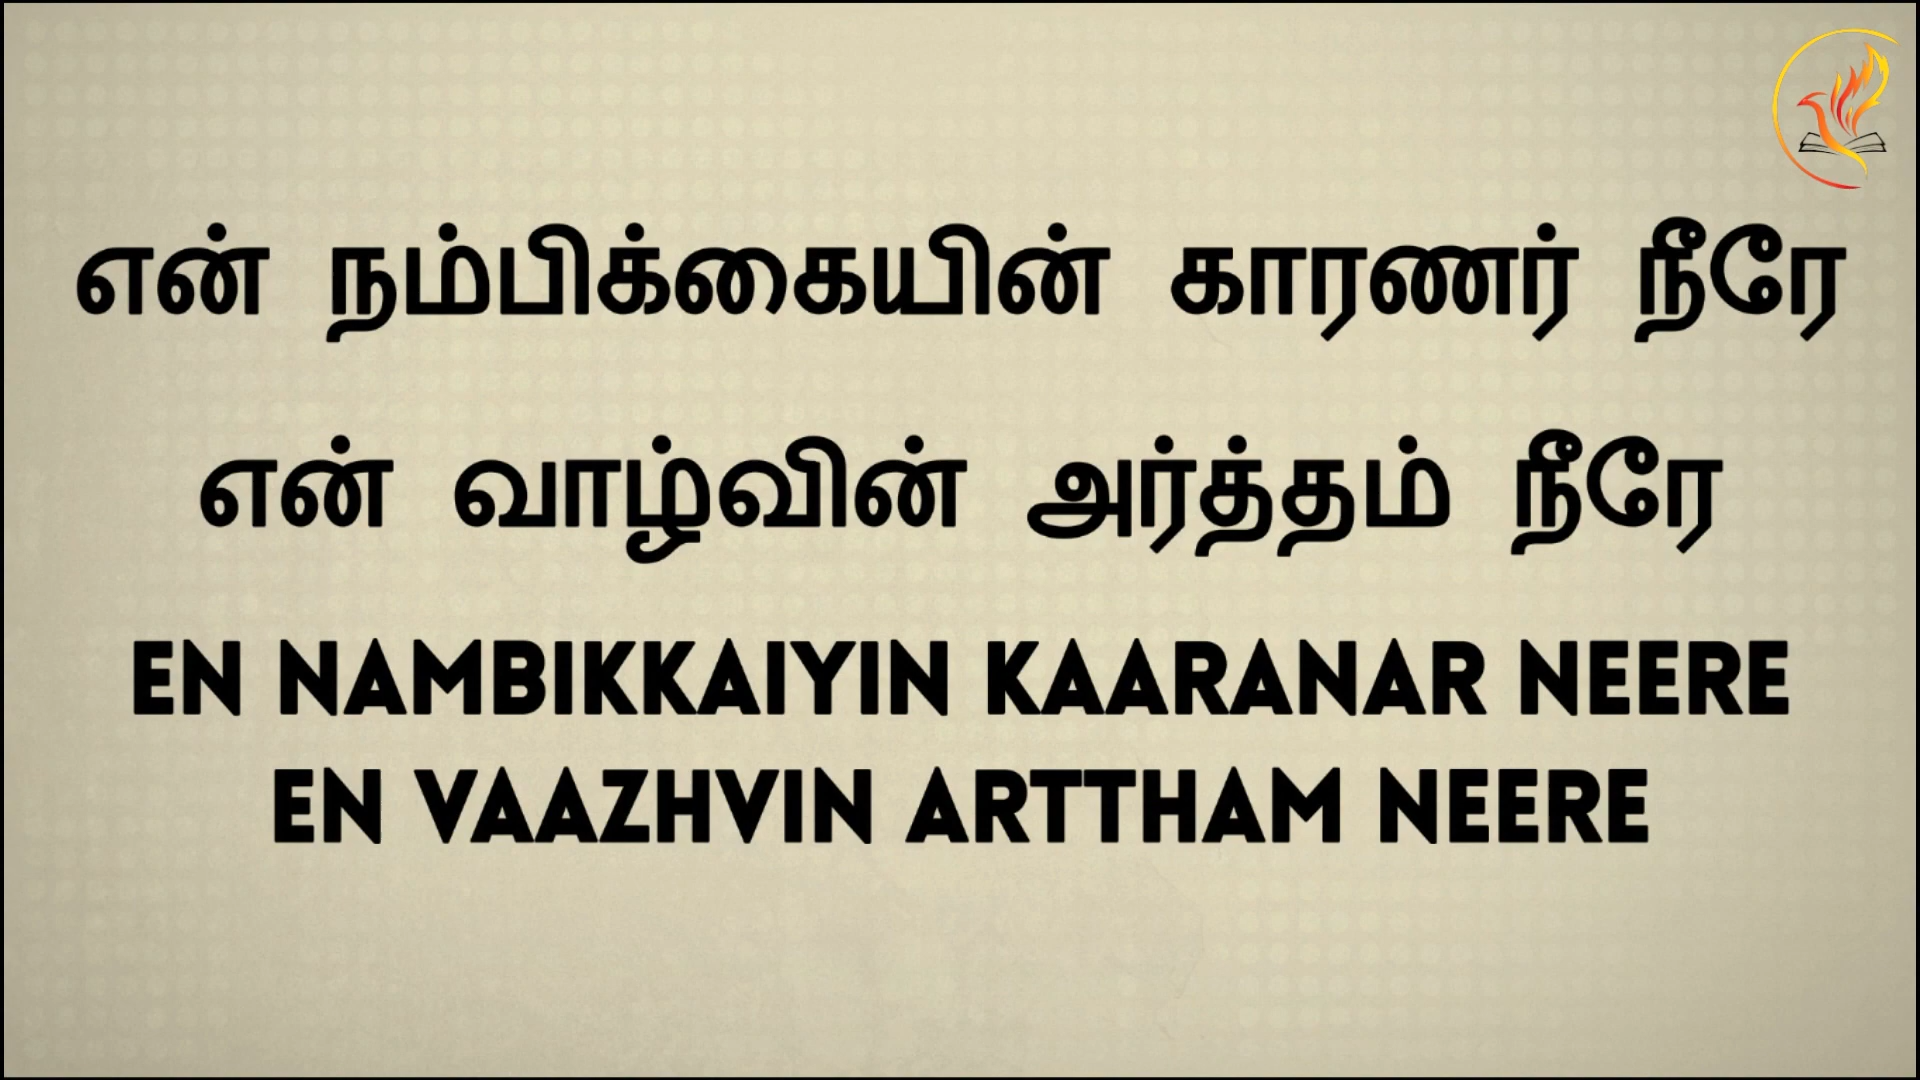 என் நம்பிக்கையின் காரணர் நீரே
என் வாழ்வின் அர்த்தம் நீரே
EN NAMBIKKAIYIN KAARANAR NEERE
EN VAAZHVIN ARTTHAM NEERE